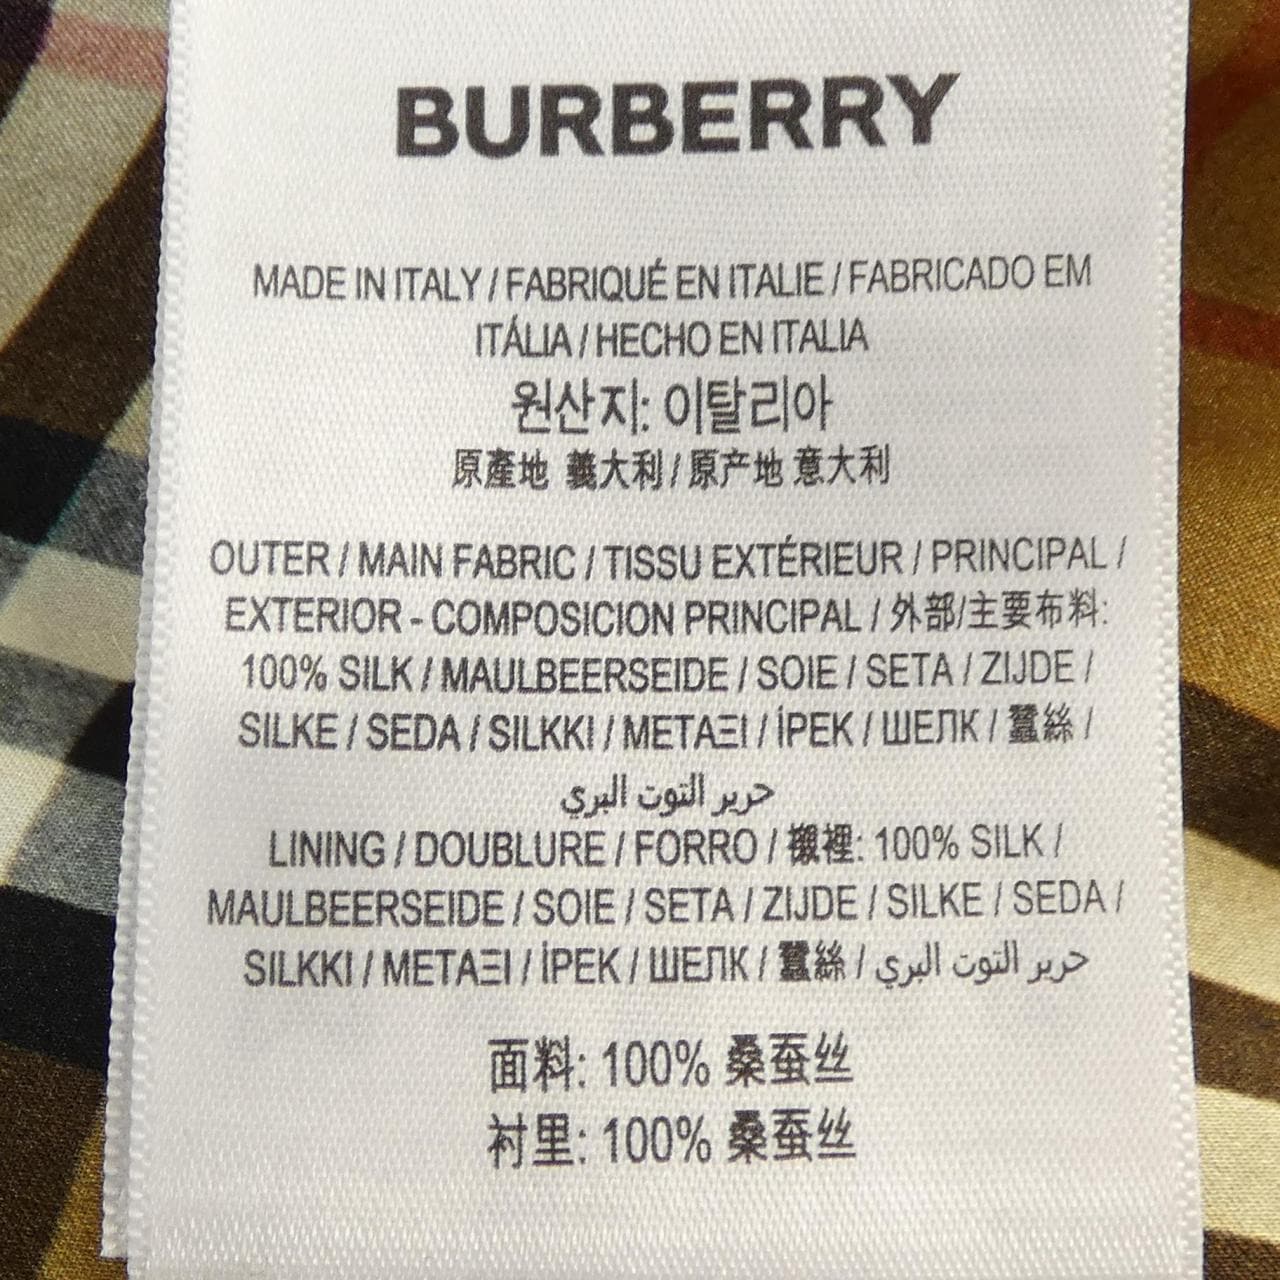 BURBERRY
MADE IN ITALY / FABRIQUÉ EN ITALIE / FABRICADO EM
ITÁLIA / HECHO EN ITALIA
원산지: 이탈리아
原產地 義大利 / 原产地 意大利
OUTER / MAIN FABRIC / TISSU EXTÉRIEUR / PRINCIPAL /
EXTERIOR - COMPOSICION PRINCIPAL / 外部/主要布料:
100% SILK / MAULBEERSEIDE / SOIE / SETA / ZIJDE /
SILKE / SEDA / SILKKI / ΜΕΤΑΞΙ / İPEK / ШЕЛК / 蠶絲 /
حرير التوت البري
LINING / DOUBLURE / FORRO / 襯裡: 100% SILK /
MAULBEERSEIDE / SOIE / SETA / ZIJDE / SILKE / SEDA /
SILKKI / ΜΕΤΑΞΙ / İPEK / ШЕЛК / 蠶絲 / حرير التوت البري
面料: 100% 桑蚕丝
衬里: 100% 桑蚕丝